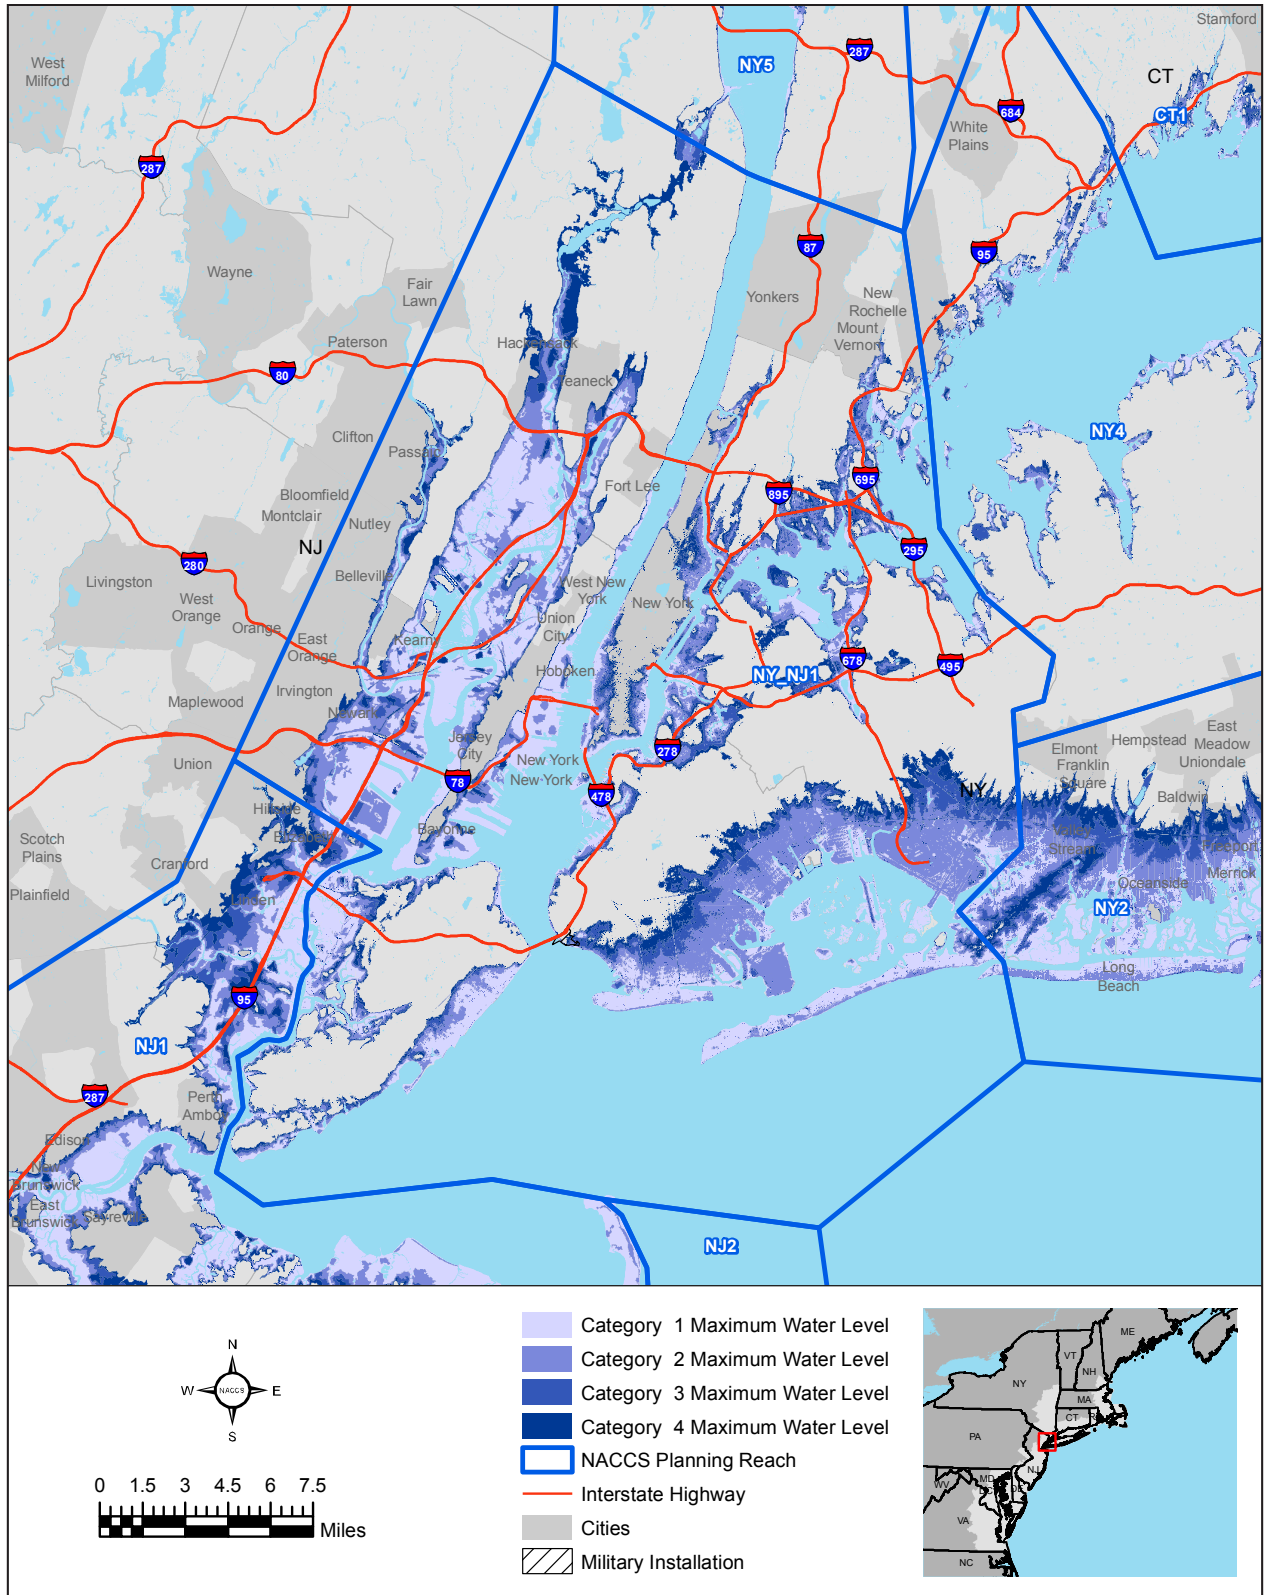 Stamford
West
Milford
NY5
287
CT
684
CT1
White
Plains
287
87
95
Wayne
Fair
Lawn
Yonkers
New
Rochelle
Mount
Vernon
Paterson
Hackensack
80
Teaneck
NY4
Clifton
Passaic
Fort Lee
695
895
Bloomfield
Montclair
Nutley
NJ
295
280
Livingston
Belleville
West New
York
New York
West
Orange
Orange
Union
City
East
Orange
Kearny
678
495
Hoboken
NY_NJ1
Irvington
Maplewood
Newark
Jersey
City
278
East
Meadow
Hempstead
Uniondale
Elmont
Franklin
Square
Union
New York
New York
78
478
NY
Baldwin
Hillside
Bayonne
Elizabeth
Valley
Stream
Freeport
Scotch
Plains
Cranford
Merrick
Oceanside
Plainfield
Linden
NY2
Long
Beach
95
NJ1
287
Perth
Amboy
Edison
New
Brunswick
East
Brunswick
Sayreville
NJ2
N
W
NACCS
E
S
0 1.5 3 4.5 6 7.5
Miles
Category 1 Maximum Water Level
Category 2 Maximum Water Level
Category 3 Maximum Water Level
Category 4 Maximum Water Level
NACCS Planning Reach
Interstate Highway
Cities
Military Installation
ME
VT
NH
NY
MA
CT
PA
NJ
MD
WV
VA
NC